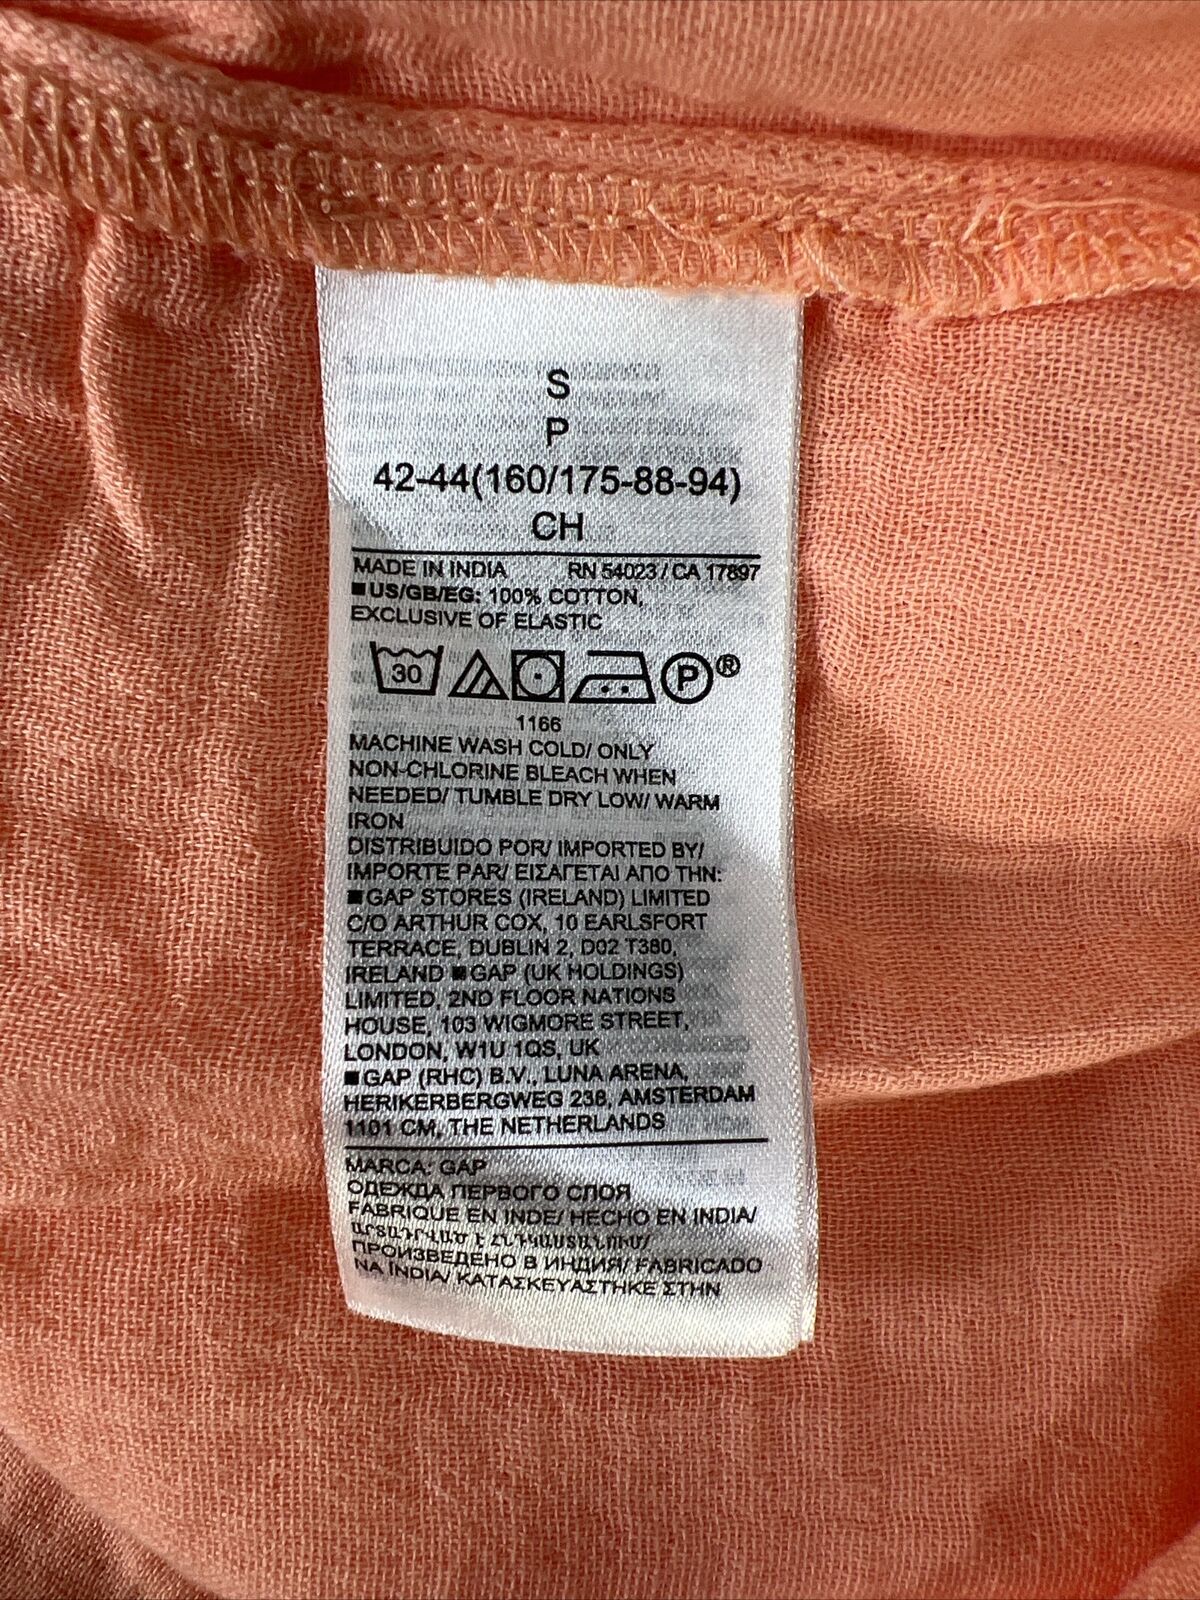 S
P
42-44(160/175-88-94)
CH
MADE IN INDIA RN 54023 / CA 17897
■US/GB/EG: 100% COTTON,
EXCLUSIVE OF ELASTIC
30 P®
1166
MACHINE WASH COLD/ ONLY
NON-CHLORINE BLEACH WHEN
NEEDED/ TUMBLE DRY LOW/ WARM
IRON
DISTRIBUIDO POR/ IMPORTED BY/
IMPORTE PAR/ ΕΙΣΑΓΕΤΑΙ ΑΠΟ ΤΗΝ:
■GAP STORES (IRELAND) LIMITED
C/O ARTHUR COX, 10 EARLSFORT
TERRACE, DUBLIN 2, D02 T380,
IRELAND ■GAP (UK HOLDINGS)
LIMITED, 2ND FLOOR NATIONS
HOUSE, 103 WIGMORE STREET,
LONDON, W1U 1QS, UK
■GAP (RHC) B.V., LUNA ARENA,
HERIKERBERGWEG 238, AMSTERDAM
1101 CM, THE NETHERLANDS
MARCA: GAP
ОДЕЖДА ПЕРВОГО СЛОЯ
FABRIQUE EN INDE/ HECHO EN INDIA/
ԱՐՏԱԴՐՎԱԾ Է ՀՆԴԿԱՍՏԱՆՈՒՄ/
ПРОИЗВЕДЕНО В ИНДИЯ/ FABRICADO
NA ÍNDIA/ ΚΑΤΑΣΚΕΥΑΣΤΗΚΕ ΣΤΗΝ